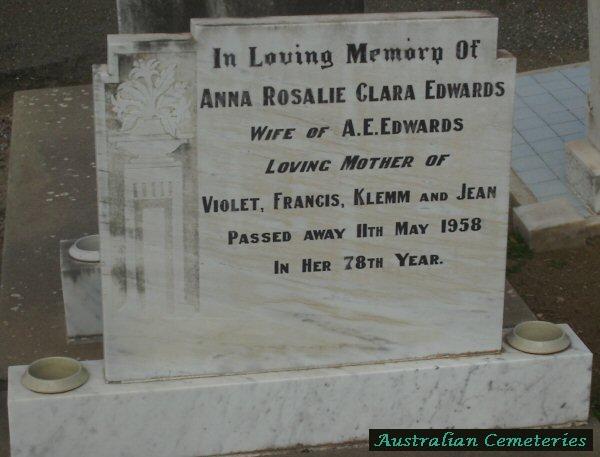 In Loving Memory Of
Anna Rosalie Clara Edwards
Wife of A.E.Edwards
Loving Mother of
Violet, Francis, Klemm and Jean
Passed away 11th May 1958
In Her 78th Year.
Australian Cemeteries